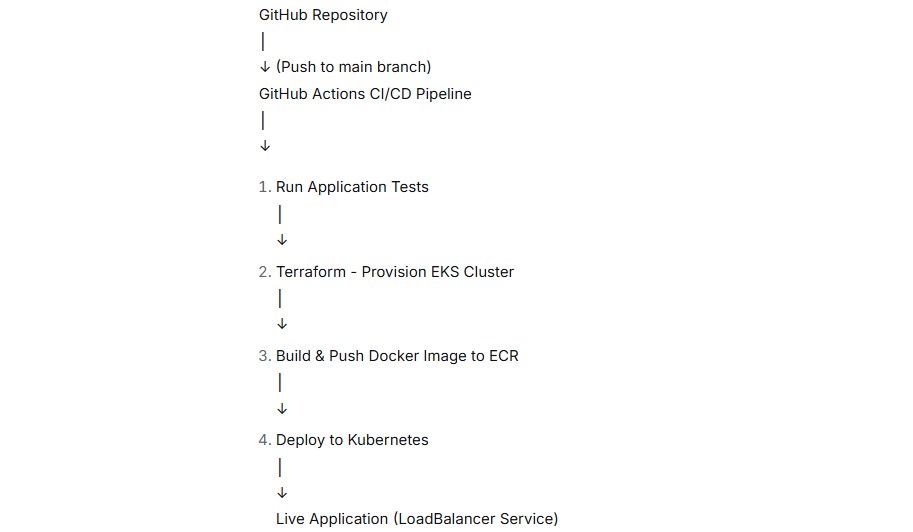 GitHub Repository
|
↓ (Push to main branch)
GitHub Actions CI/CD Pipeline
|
↓
1. Run Application Tests
|
↓
2. Terraform - Provision EKS Cluster
|
↓
3. Build & Push Docker Image to ECR
|
↓
4. Deploy to Kubernetes
|
↓
Live Application (LoadBalancer Service)